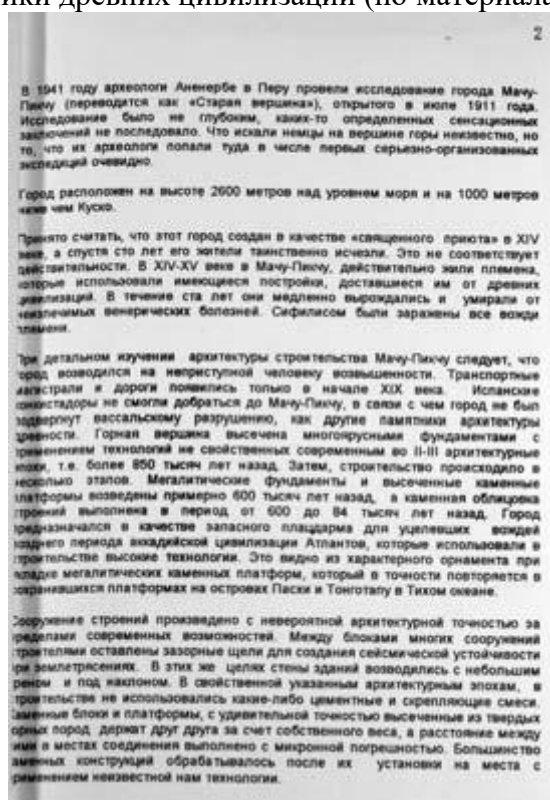 ики древних цивилизаций (по материала
2
В 1941 году археологи Аненербе в Перу провели исследование города Мачу-
Пикчу (переводится как «Старая вершина»), открытого в июле 1911 года.
Исследование было не глубоким, каких-то определенных сенсационных
заключений не последовало. Что искали немцы на вершине горы неизвестно, но
то, что их археологи попали туда в числе первых серьезно-организованных
экспедиций очевидно.
Город расположен на высоте 2600 метров над уровнем моря и на 1000 метров
ниже чем Куско.
Принято считать, что этот город создан в качестве «священного приюта» в XIV
веке, а спустя сто лет его жители таинственно исчезли. Это не соответствует
действительности. В XIV-XV веке в Мачу-Пикчу, действительно жили племена,
которые использовали имеющиеся постройки, доставшиеся им от древних
цивилизаций. В течение ста лет они медленно вырождались и умирали от
неизлечимых венерических болезней. Сифилисом были заражены все вожди
племени.
При детальном изучении архитектуры строительства Мачу-Пикчу следует, что
город возводился на неприступной человеку возвышенности. Транспортные
магистрали и дороги появились только в начале XIX века. Испанские
конкистадоры не смогли добраться до Мачу-Пикчу, в связи с чем город не был
подвергнут вассальскому разрушению, как другие памятники архитектуры
древности. Горная вершина высечена многоярусными фундаментами с
применением технологий не свойственных современным во II-III архитектурные
эпохи, т.е. более 850 тысяч лет назад. Затем, строительство происходило в
несколько этапов. Мегалитические фундаменты и высеченные каменные
платформы возведены примерно 600 тысяч лет назад, а каменная облицовка
строений выполнена в период от 600 до 84 тысяч лет назад. Город
предназначался в качестве запасного плацдарма для уцелевших вождей
позднего периода аккадийской цивилизации Атлантов, которые использовали в
строительстве высокие технологии. Это видно из характерного орнамента при
кладке мегалитических каменных платформ, который в точности повторяется в
сохранившихся платформах на островах Пасхи и Тонготапу в Тихом океане.
Сооружение строений произведено с невероятной архитектурной точностью за
пределами современных возможностей. Между блоками многих сооружений
строителями оставлены зазорные щели для создания сейсмической устойчивости
при землетрясениях. В этих же целях стены зданий возводились с небольшим
креном и под наклоном. В свойственной указанным архитектурным эпохам, в
строительстве не использовались какие-либо цементные и скрепляющие смеси.
Каменные блоки и платформы, с удивительной точностью высеченные из твердых
горных пород держат друг друга за счет собственного веса, а расстояние между
ними в местах соединения выполнено с микронной погрешностью. Большинство
каменных конструкций обрабатывалось после их установки на места с
применением неизвестной нам технологии.